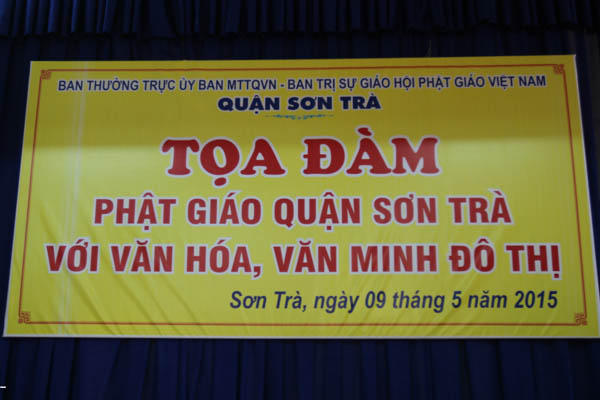 BAN THƯỜNG TRỰC ỦY BAN MTTQVN - BAN TRỊ SỰ GIÁO HỘI PHẬT GIÁO VIỆT NAM
QUẬN SƠN TRÀ
TỌA ĐÀM
PHẬT GIÁO QUẬN SƠN TRÀ
VỚI VĂN HÓA, VĂN MINH ĐÔ THỊ
Sơn Trà, ngày 09 tháng 5 năm 2015